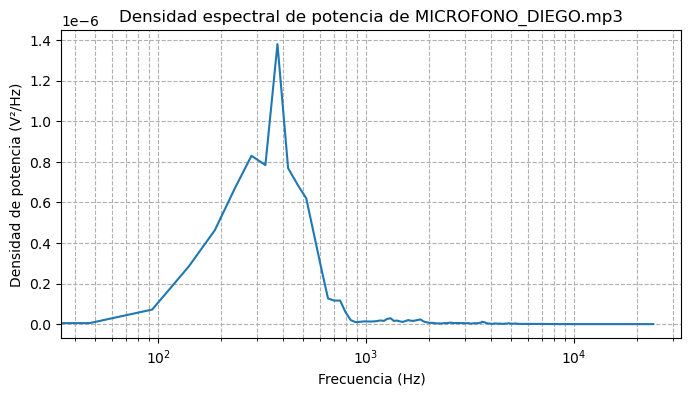 Densidad espectral de potencia de MICROFONO_DIEGO.mp3
1e−6
1.4
1.2
1.0
0.8
0.6
0.4
0.2
0.0
Densidad de potencia (V²/Hz)
10² 10³ 10⁴
Frecuencia (Hz)